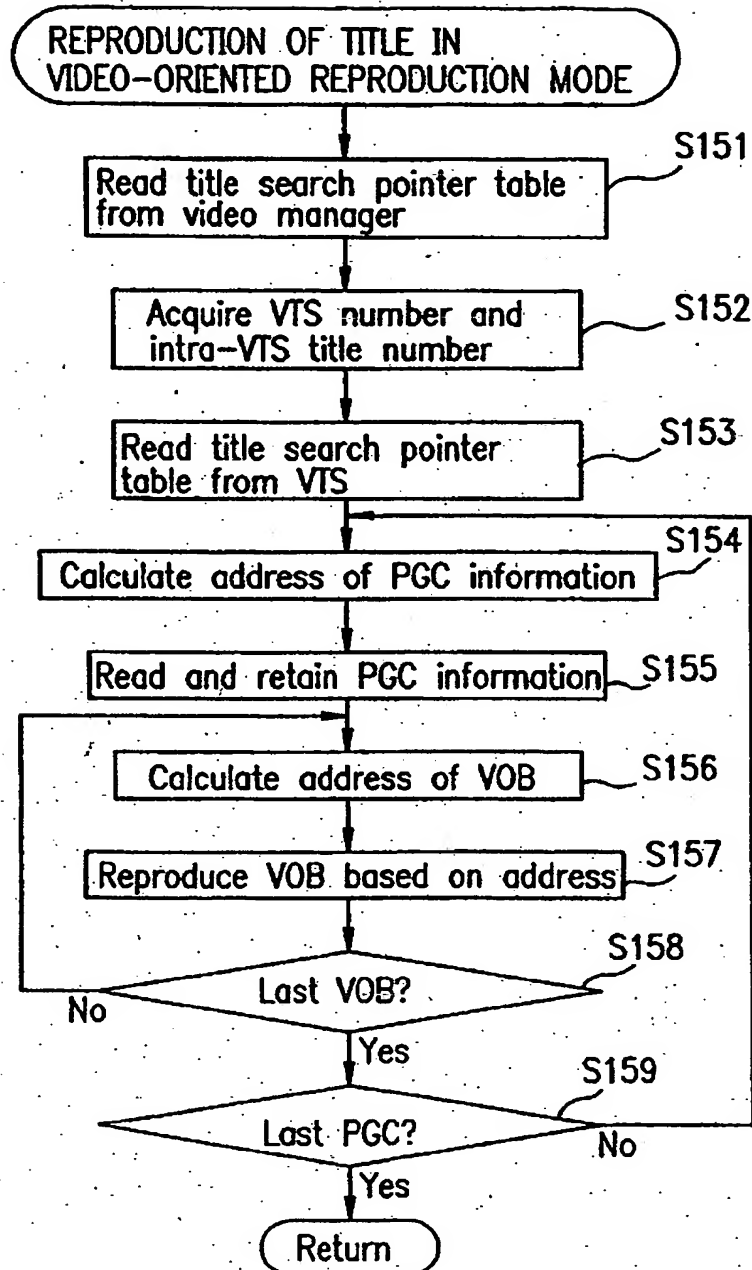 REPRODUCTION OF TITLE IN
VIDEO-ORIENTED REPRODUCTION MODE
S151
Read title search pointer table
from video manager
S152
Acquire VTS number and
intra-VTS title number
S153
Read title search pointer
table from VTS
S154
Calculate address of PGC information
Read and retain PGC information
S155
Calculate address of VOB
S156
S157
Reproduce VOB based on address
S158
Last VOB?
No
Yes
S159
Last PGC?
No
Yes
Return